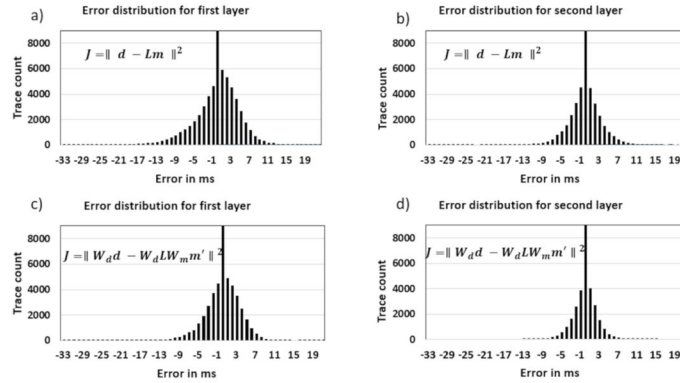 a)
Error distribution for first layer
J =‖ d − Lm ‖²
Trace count
8000
6000
4000
2000
0
-33 -29 -25 -21 -17 -13 -9 -5 -1 3 7 11 15 19
Error in ms
b)
Error distribution for second layer
J =‖ d − Lm ‖²
Trace count
8000
6000
4000
2000
0
-33 -29 -25 -21 -17 -13 -9 -5 -1 3 7 11 15 19
Error in ms
c)
Error distribution for first layer
J =‖ W_d d − W_d LW_m m′ ‖²
Trace count
8000
6000
4000
2000
0
-33 -29 -25 -21 -17 -13 -9 -5 -1 3 7 11 15 19
Error in ms
d)
Error distribution for second layer
J =‖ W_d d − W_d LW_m m′ ‖²
Trace count
8000
6000
4000
2000
0
-33 -29 -25 -21 -17 -13 -9 -5 -1 3 7 11 15 19
Error in ms